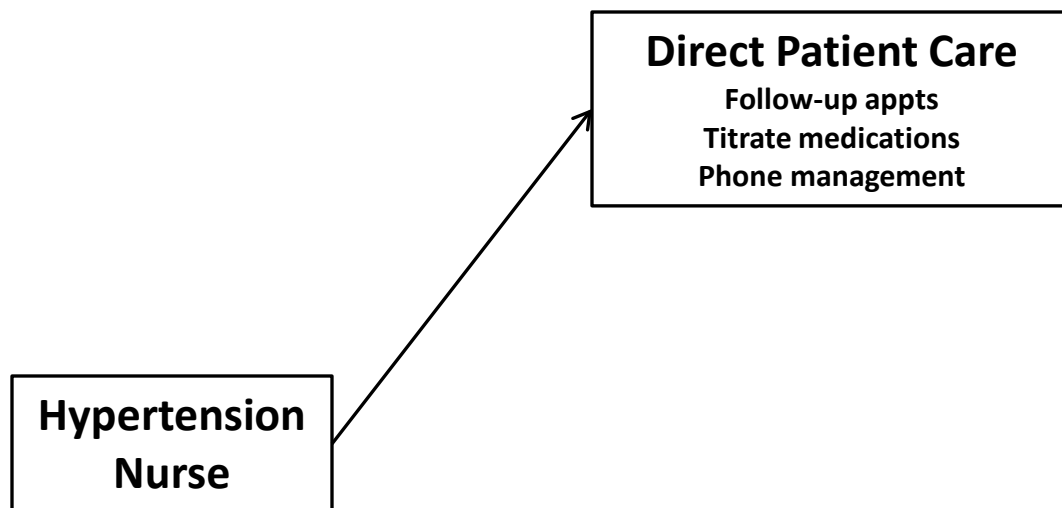 Direct Patient Care
Follow-up appts
Titrate medications
Phone management
Hypertension
Nurse